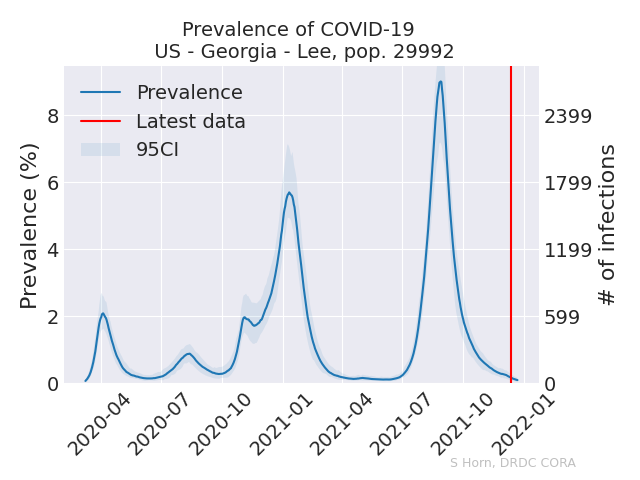 Prevalence of COVID-19
US - Georgia - Lee, pop. 29992
Prevalence
Latest data
95CI
Prevalence (%)
8
6
4
2
0
2399
1799
1199
599
0
# of infections
2020-04
2020-07
2020-10
2021-01
2021-04
2021-07
2021-10
2022-01
S Horn, DRDC CORA